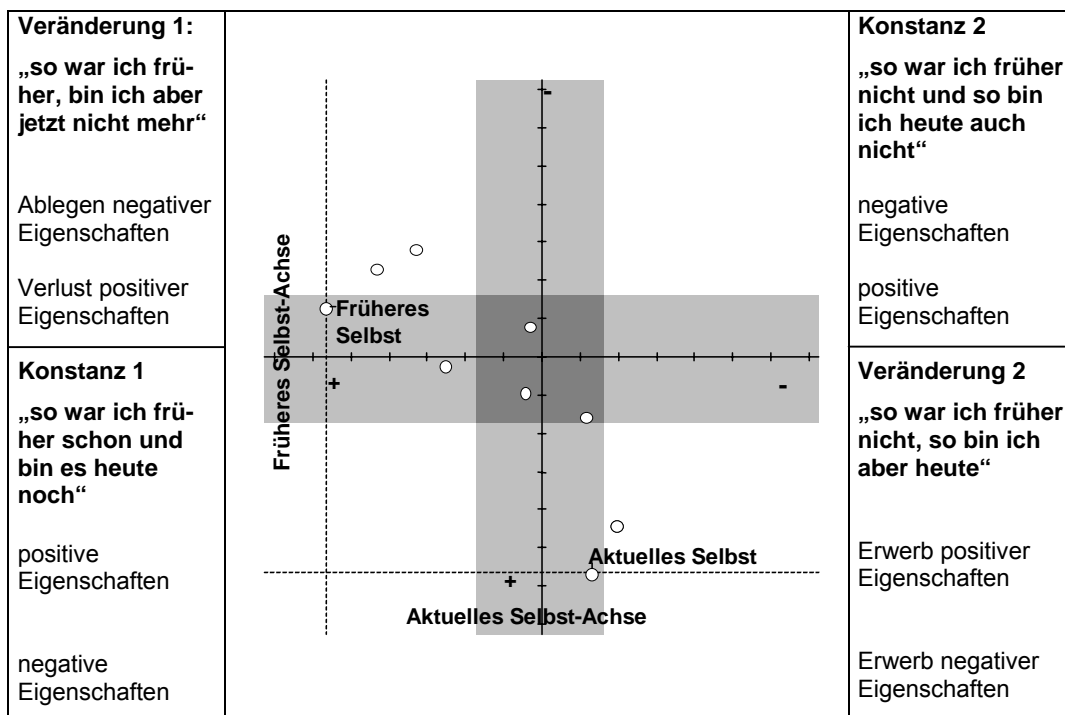 Veränderung 1:
„so war ich frü-
her, bin ich aber
jetzt nicht mehr“
Ablegen negativer
Eigenschaften
Verlust positiver
Eigenschaften
Konstanz 1
„so war ich frü-
her schon und
bin es heute
noch“
positive
Eigenschaften
negative
Eigenschaften
-
Früheres Selbst-Achse
Früheres
Selbst
+
-
Aktuelles Selbst
+
Aktuelles Selbst-Achse
Konstanz 2
„so war ich früher
nicht und so bin
ich heute auch
nicht“
negative
Eigenschaften
positive
Eigenschaften
Veränderung 2
„so war ich früher
nicht, so bin ich
aber heute“
Erwerb positiver
Eigenschaften
Erwerb negativer
Eigenschaften